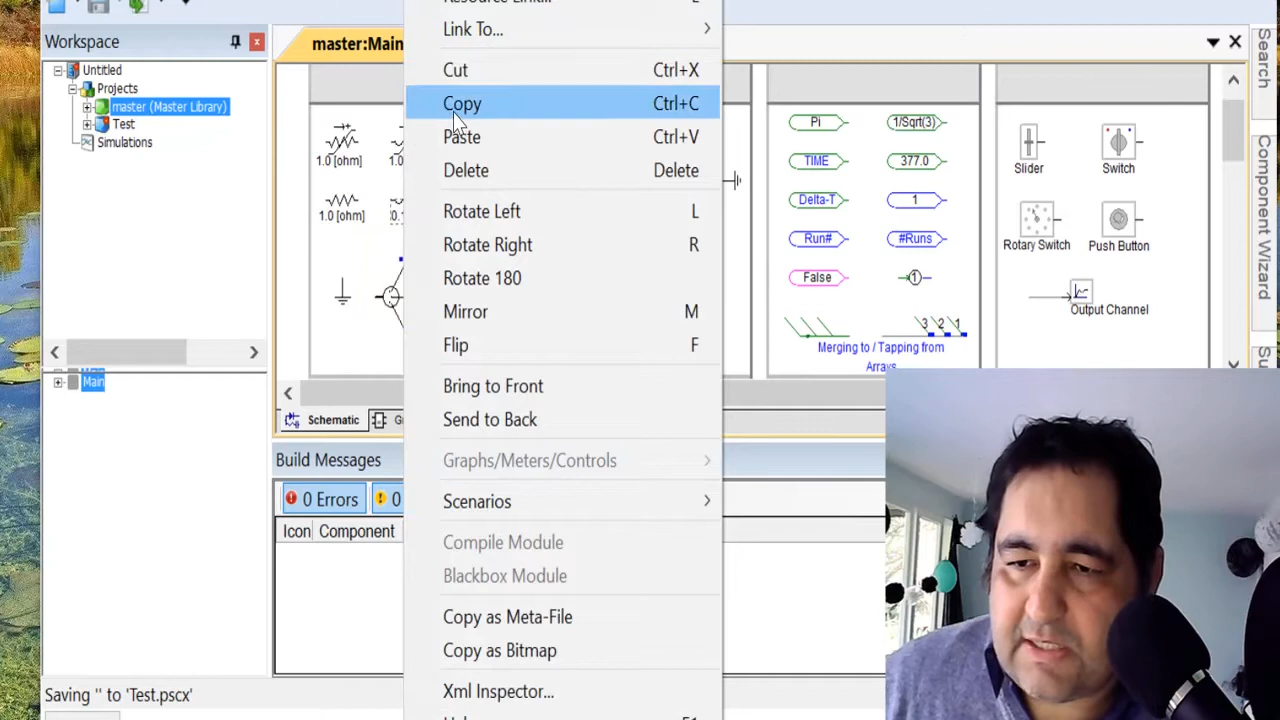 Link To...
Workspace
master:Main
Cut Ctrl+X
Untitled
Projects
Copy Ctrl+C
master (Master Library)
Test
Paste Ctrl+V
Simulations
Delete Delete
Rotate Left L
Rotate Right R
Rotate 180
Mirror M
Flip F
Bring to Front
Send to Back
Graphs/Meters/Controls
Scenarios
Compile Module
Blackbox Module
Copy as Meta-File
Copy as Bitmap
Xml Inspector...
1.0 [ohm]
1.0 [ohm]
Pi 1/Sqrt(3)
TIME 377.0
Delta-T 1
Run# #Runs
False 1
3 2 1
Merging to / Tapping from
Arrays
Slider Switch
Rotary Switch Push Button
Output Channel
Search
Component Wizard
Main
Schematic
Build Messages
0 Errors 0
Icon Component
Saving '' to 'Test.pscx'